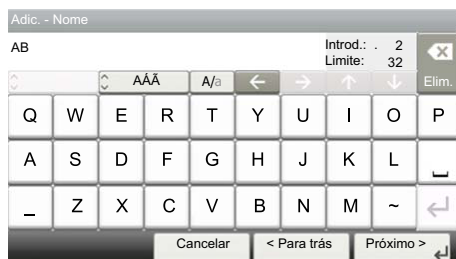 Adic. - Nome
AB
Introd.: . 2
Limite: 32
AÁÃ A/a Elim.
Q W E R T Y U I O P
A S D F G H J K L
_ Z X C V B N M ~
Cancelar < Para trás Próximo >